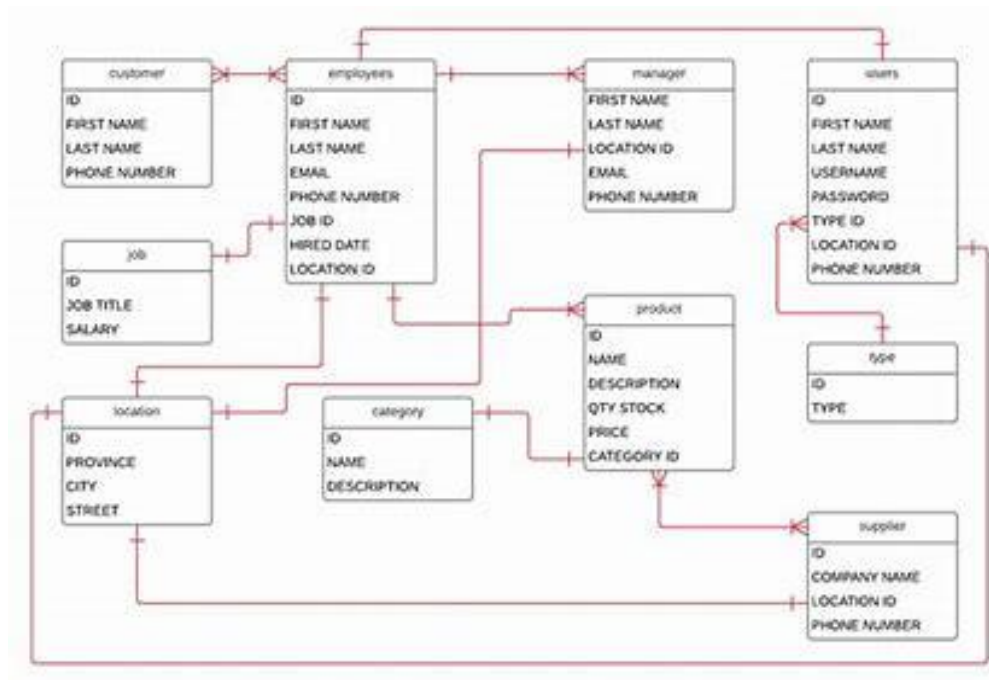 customer
ID
FIRST NAME
LAST NAME
PHONE NUMBER
employees
ID
FIRST NAME
LAST NAME
EMAIL
PHONE NUMBER
JOB ID
HIRED DATE
LOCATION ID
manager
FIRST NAME
LAST NAME
LOCATION ID
EMAIL
PHONE NUMBER
users
ID
FIRST NAME
LAST NAME
USERNAME
PASSWORD
TYPE ID
LOCATION ID
PHONE NUMBER
job
ID
JOB TITLE
SALARY
product
ID
NAME
DESCRIPTION
QTY STOCK
PRICE
CATEGORY ID
type
ID
TYPE
location
ID
PROVINCE
CITY
STREET
category
ID
NAME
DESCRIPTION
supplier
ID
COMPANY NAME
LOCATION ID
PHONE NUMBER